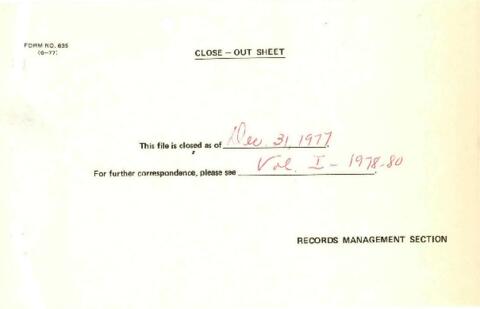 FORM NO. 635
(6-77)
CLOSE - OUT SHEET
This file is closed as of Dec. 31, 1977
For further correspondence, please see Vol. I - 1978-80
RECORDS MANAGEMENT SECTION